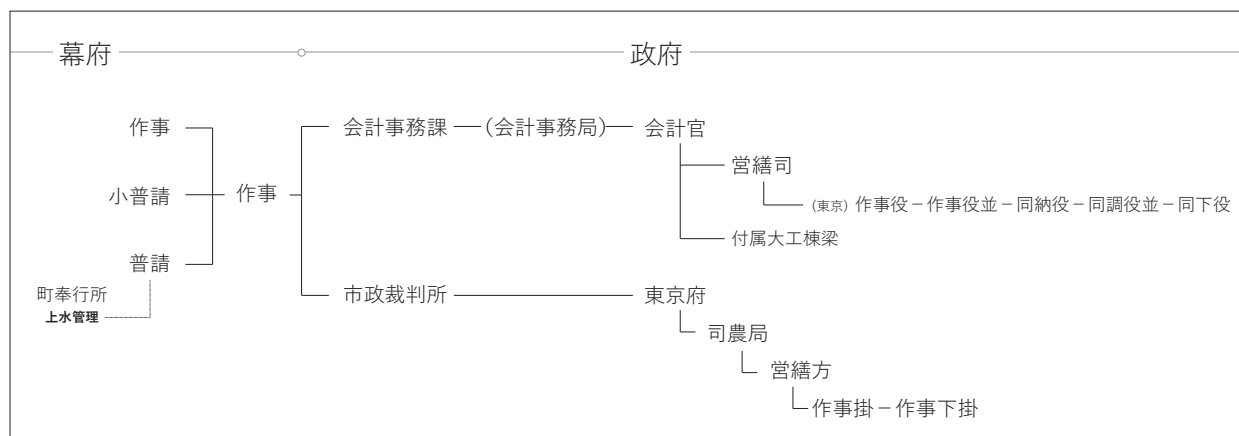 幕府 政府
作事 会計事務課 (会計事務局) 会計官
営繕司
小普請 作事
(東京) 作事役－作事役並－同納役－同調役並－同下役
付属大工棟梁
普請
町奉行所 市政裁判所 東京府
上水管理
司農局
営繕方
作事掛－作事下掛